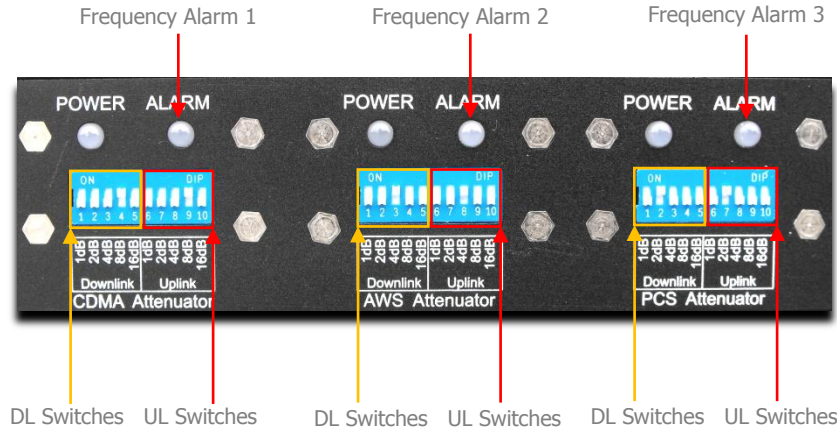 Frequency Alarm 1 Frequency Alarm 2 Frequency Alarm 3
POWER ALARM POWER ALARM POWER ALARM
ON DIP ON DIP ON DIP
1 2 3 4 5 6 7 8 9 10 1 2 3 4 5 6 7 8 9 10 1 2 3 4 5 6 7 8 9 10
1dB 2dB 4dB 8dB 16dB 1dB 2dB 4dB 8dB 16dB 1dB 2dB 4dB 8dB 16dB 1dB 2dB 4dB 8dB 16dB 1dB 2dB 4dB 8dB 16dB 1dB 2dB 4dB 8dB 16dB
Downlink Uplink Downlink Uplink Downlink Uplink
CDMA Attenuator AWS Attenuator PCS Attenuator
DL Switches UL Switches DL Switches UL Switches DL Switches UL Switches